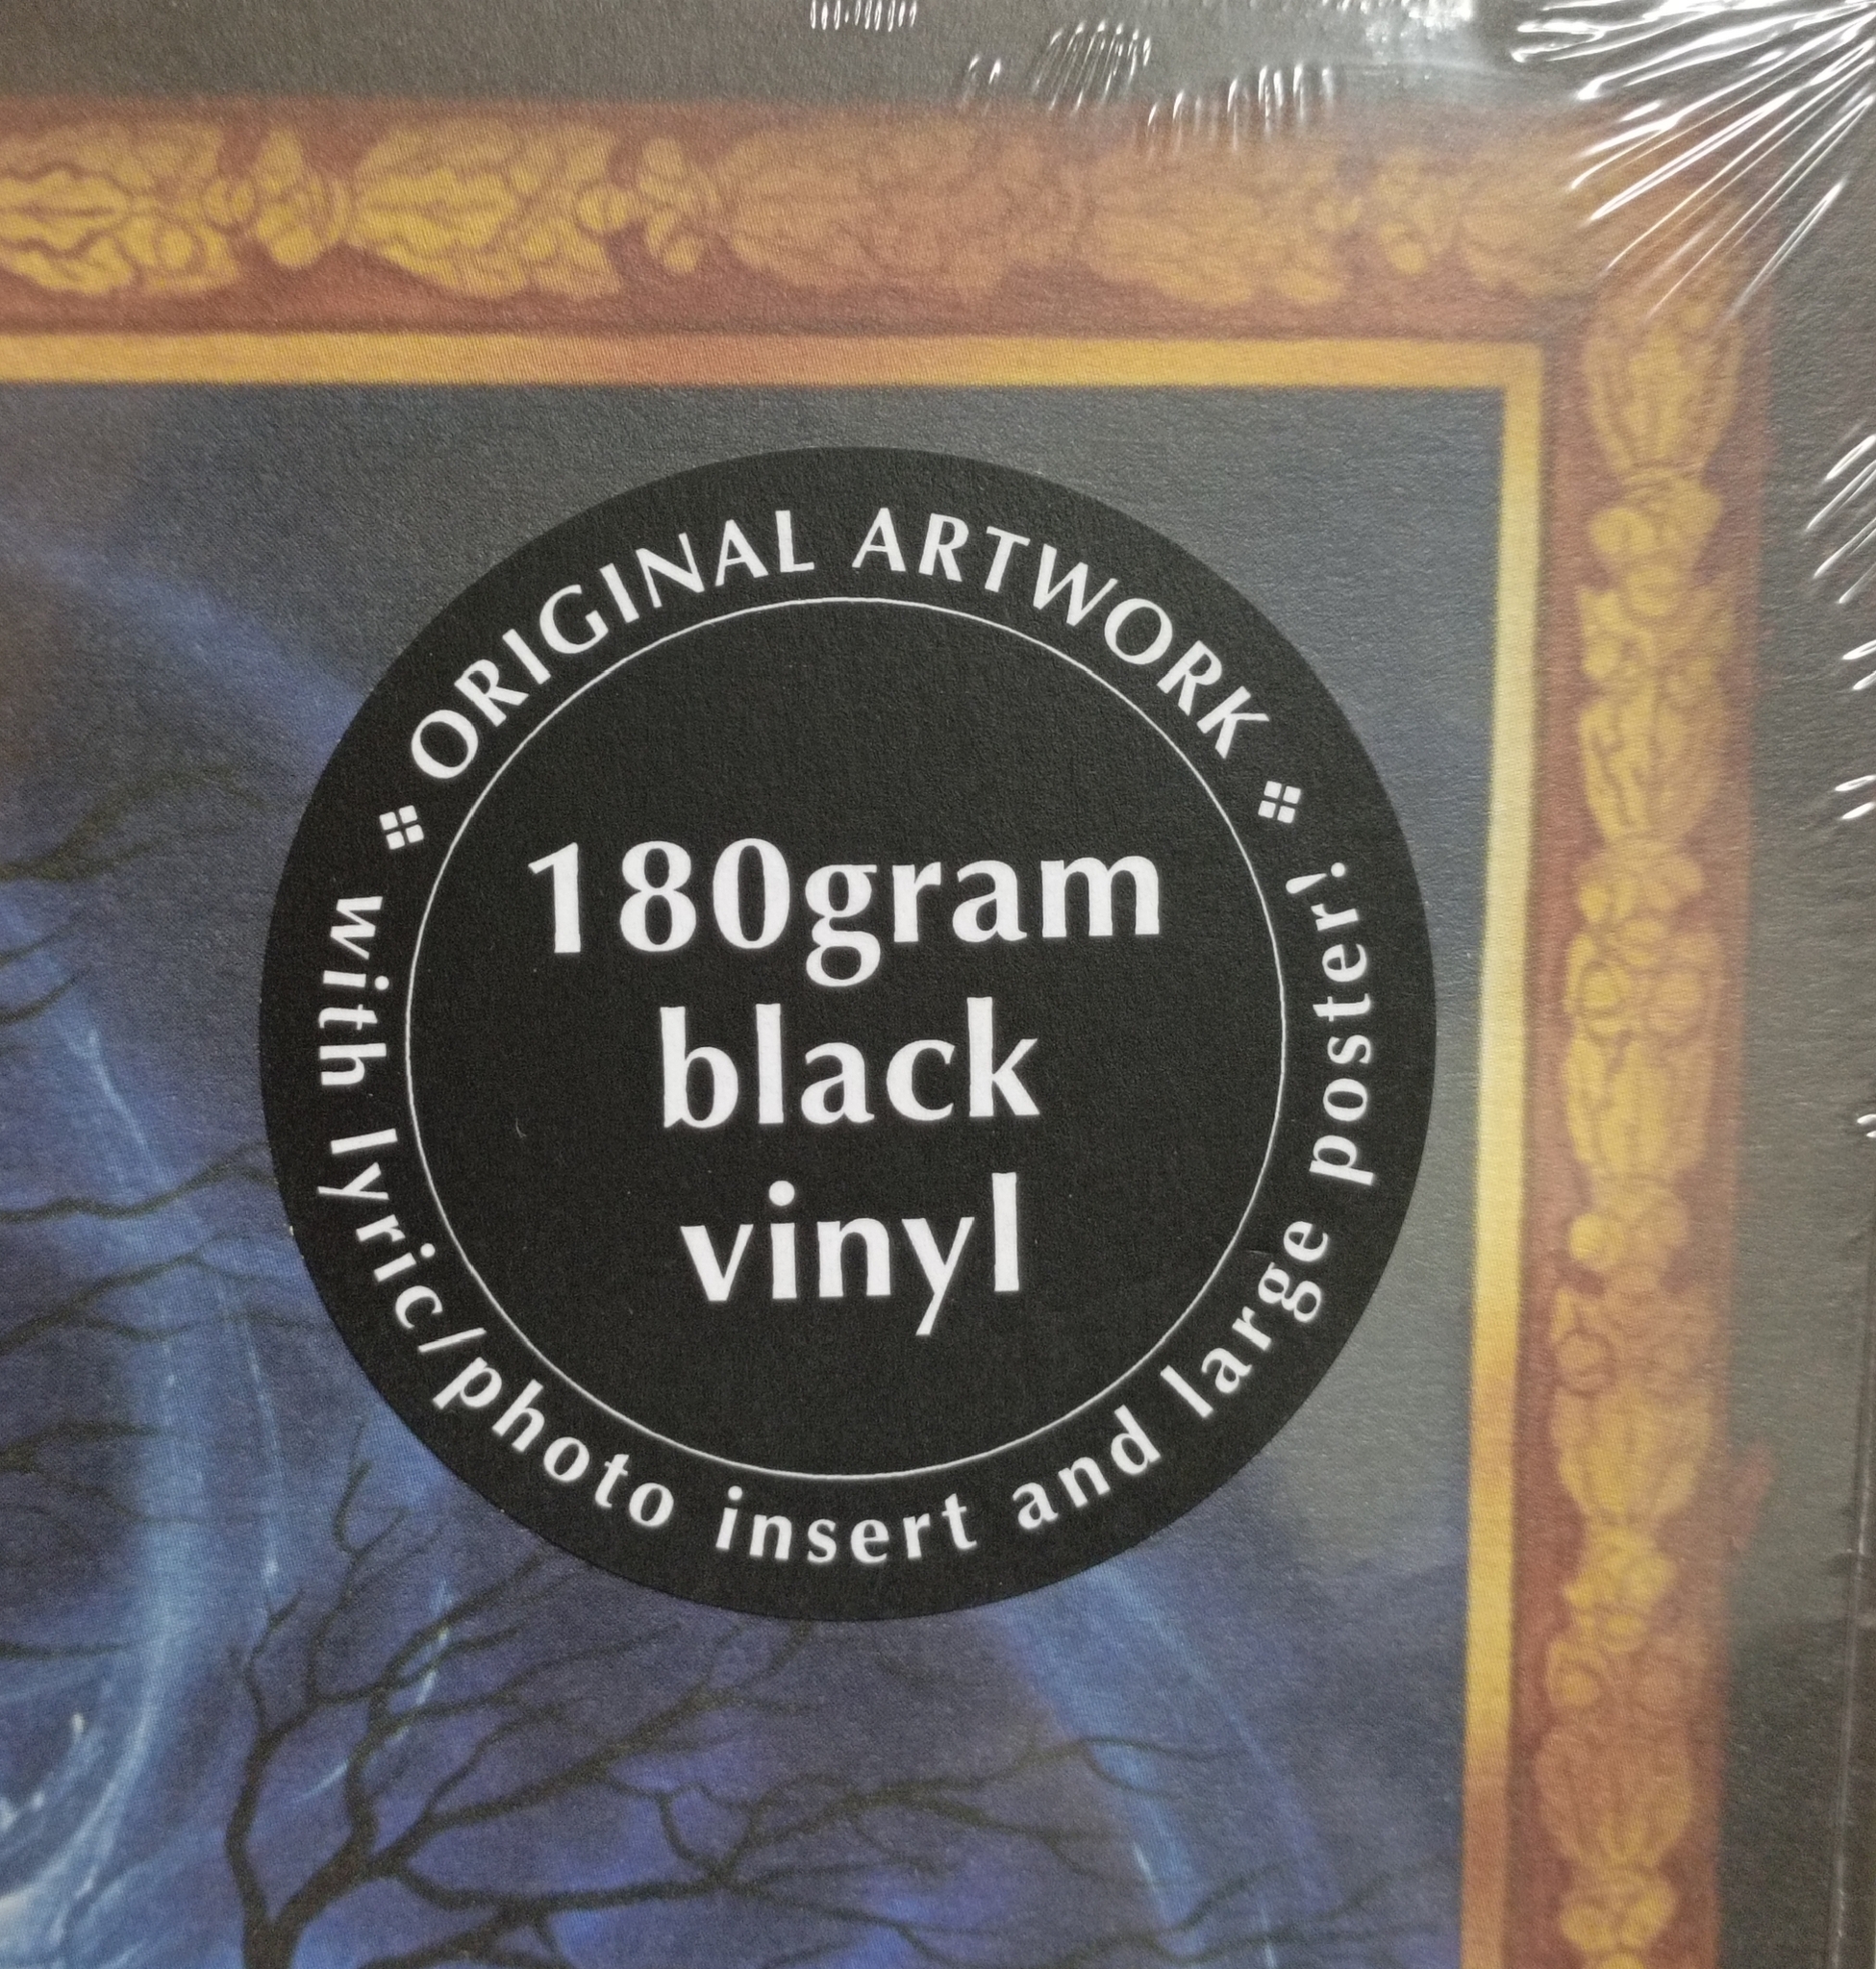 ORIGINAL ARTWORK
180gram
black
vinyl
with lyric/photo insert and large poster!